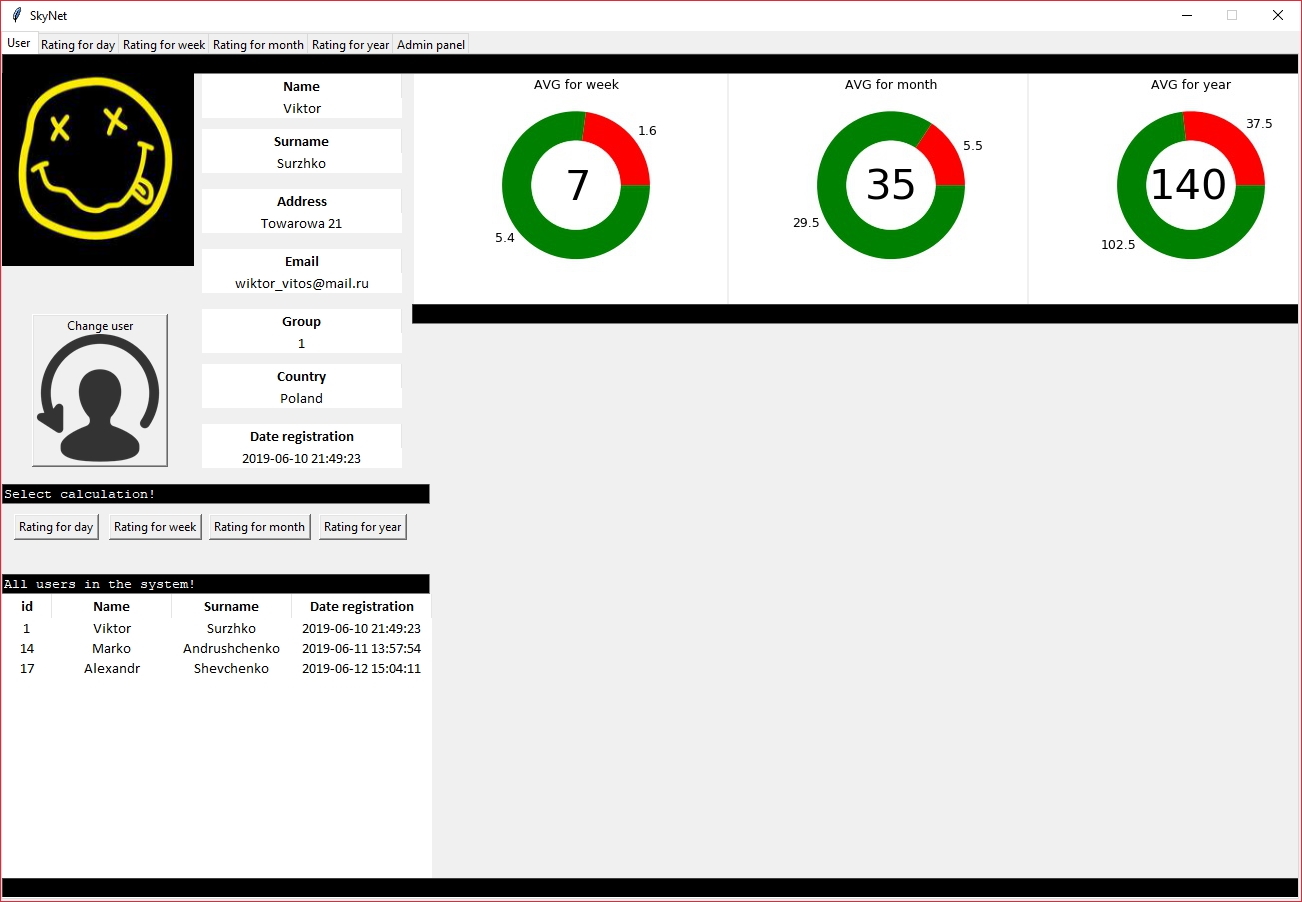 SkyNet
User Rating for day Rating for week Rating for month Rating for year Admin panel
Name
Viktor
Surname
Surzhko
Address
Towarowa 21
Email
wiktor_vitos@mail.ru
Group
1
Country
Poland
Date registration
2019-06-10 21:49:23
Change user
AVG for week
1.6
7
5.4
AVG for month
5.5
35
29.5
AVG for year
37.5
140
102.5
Select calculation!
Rating for day Rating for week Rating for month Rating for year
All users in the system!
id Name Surname Date registration
1 Viktor Surzhko 2019-06-10 21:49:23
14 Marko Andrushchenko 2019-06-11 13:57:54
17 Alexandr Shevchenko 2019-06-12 15:04:11